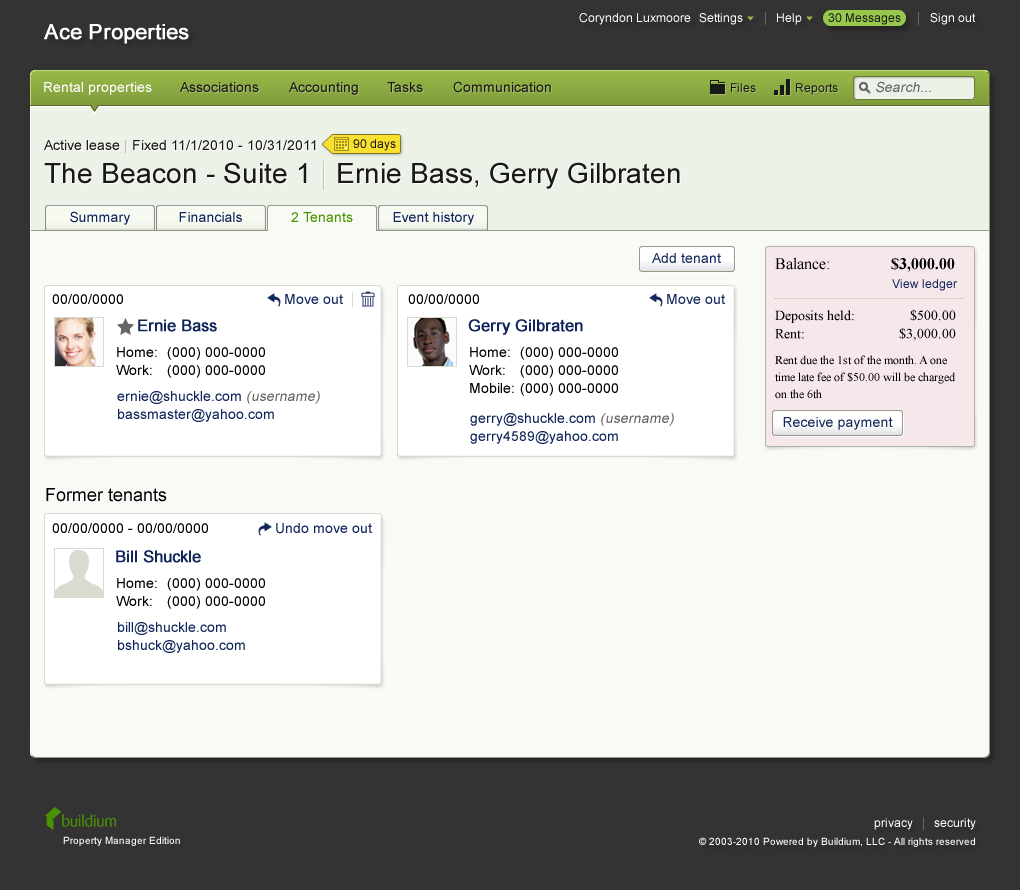 Ace Properties
Coryndon Luxmoore Settings Help 30 Messages Sign out
Rental properties Associations Accounting Tasks Communication Files Reports Search...
Active lease Fixed 11/1/2010 - 10/31/2011 90 days
The Beacon - Suite 1 Ernie Bass, Gerry Gilbraten
Summary Financials 2 Tenants Event history
Add tenant
00/00/0000 Move out
Ernie Bass
Home: (000) 000-0000
Work: (000) 000-0000
ernie@shuckle.com (username)
bassmaster@yahoo.com
00/00/0000 Move out
Gerry Gilbraten
Home: (000) 000-0000
Work: (000) 000-0000
Mobile: (000) 000-0000
gerry@shuckle.com (username)
gerry4589@yahoo.com
Balance: $3,000.00
View ledger
Deposits held: $500.00
Rent: $3,000.00
Rent due the 1st of the month. A one
time late fee of $50.00 will be charged
on the 6th
Receive payment
Former tenants
00/00/0000 - 00/00/0000 Undo move out
Bill Shuckle
Home: (000) 000-0000
Work: (000) 000-0000
bill@shuckle.com
bshuck@yahoo.com
buildium
Property Manager Edition
privacy security
© 2003-2010 Powered by Buildium, LLC - All rights reserved